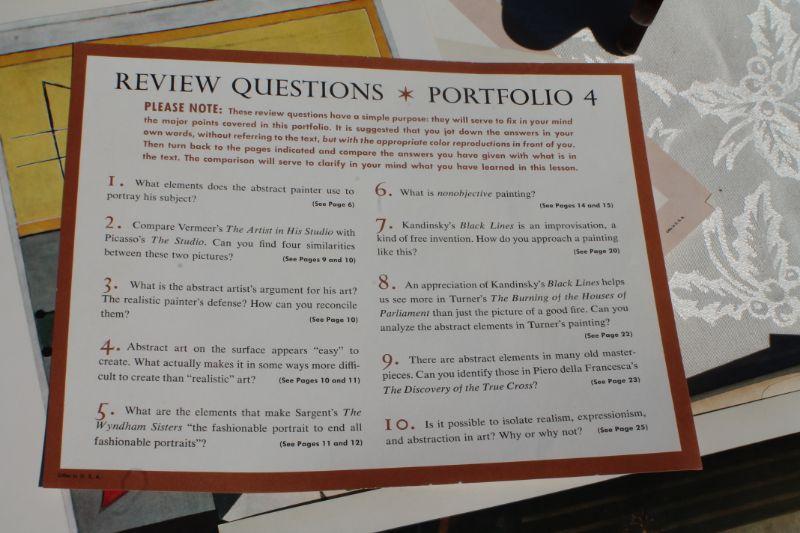 REVIEW QUESTIONS ✶ PORTFOLIO 4
PLEASE NOTE: These review questions have a simple purpose: they will serve to fix in your mind
the major points covered in this portfolio. It is suggested that you jot down the answers in your
own words, without referring to the text, but with the appropriate color reproductions in front of you.
Then turn back to the pages indicated and compare the answers you have given with what is in
the text. The comparison will serve to clarify in your mind what you have learned in this lesson.
1. What elements does the abstract painter use to
portray his subject? (See Page 6)
2. Compare Vermeer's The Artist in His Studio with
Picasso's The Studio. Can you find four similarities
between these two pictures? (See Pages 9 and 10)
3. What is the abstract artist's argument for his art?
The realistic painter's defense? How can you reconcile
them? (See Page 10)
4. Abstract art on the surface appears "easy" to
create. What actually makes it in some ways more diffi-
cult to create than "realistic" art? (See Pages 10 and 11)
5. What are the elements that make Sargent's The
Wyndham Sisters "the fashionable portrait to end all
fashionable portraits"? (See Pages 11 and 12)
6. What is nonobjective painting?
(See Pages 14 and 15)
7. Kandinsky's Black Lines is an improvisation, a
kind of free invention. How do you approach a painting
like this? (See Page 20)
8. An appreciation of Kandinsky's Black Lines helps
us see more in Turner's The Burning of the Houses of
Parliament than just the picture of a good fire. Can you
analyze the abstract elements in Turner's painting?
(See Page 22)
9. There are abstract elements in many old master-
pieces. Can you identify those in Piero della Francesca's
The Discovery of the True Cross? (See Page 23)
10. Is it possible to isolate realism, expressionism,
and abstraction in art? Why or why not? (See Page 25)